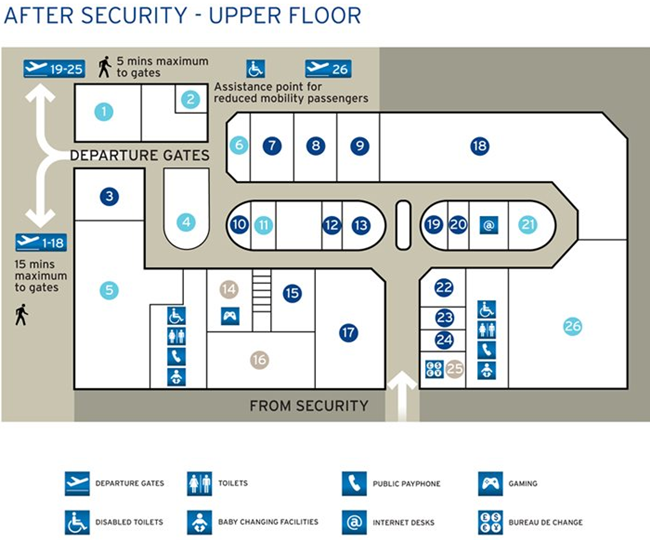 AFTER SECURITY - UPPER FLOOR
19-25
5 mins maximum
to gates
26
Assistance point for
reduced mobility passengers
1
2
DEPARTURE GATES
6
7
8
9
18
3
4
10
11
12
13
19
20
@
21
1-18
15 mins
maximum
to gates
5
14
15
16
17
22
23
24
25
26
FROM SECURITY
DEPARTURE GATES
TOILETS
PUBLIC PAYPHONE
GAMING
DISABLED TOILETS
BABY CHANGING FACILITIES
@
INTERNET DESKS
BUREAU DE CHANGE